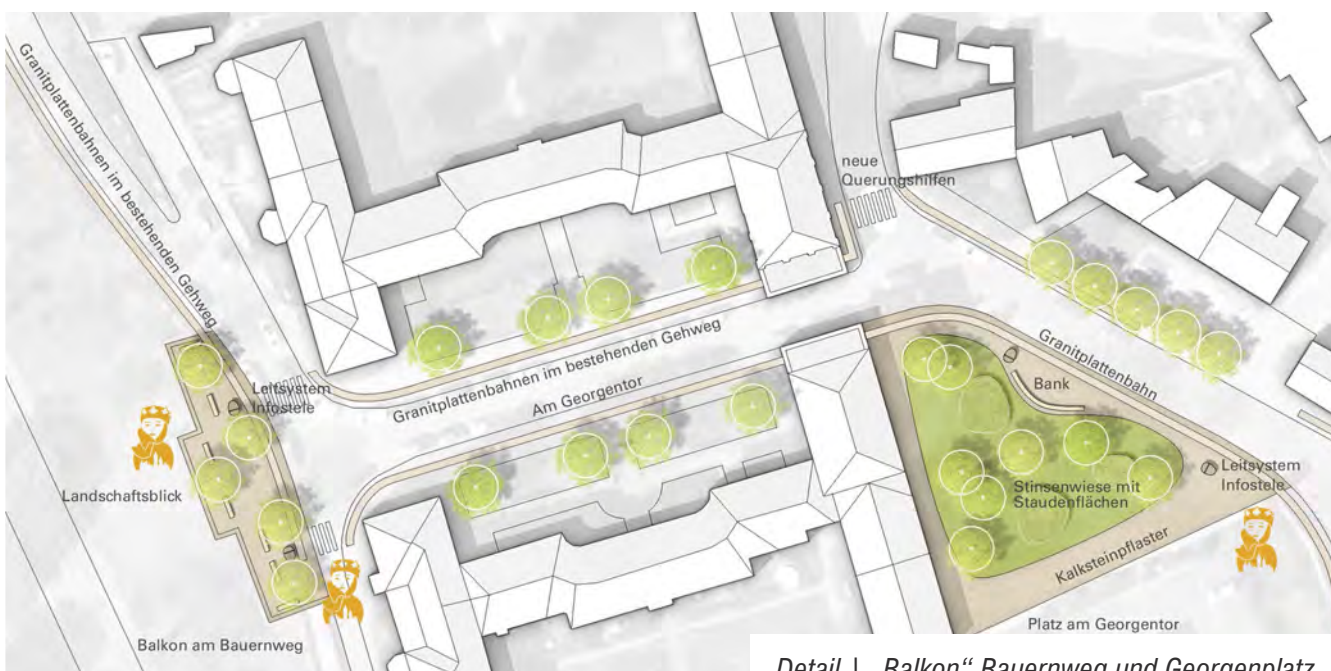 Granitplattenbahnen im bestehenden Gehweg
neue
Querungshilfen
Leitsystem
Infostele
Granitplattenbahnen im bestehenden Gehweg
Am Georgentor
Granitplattenbahn
Bank
Landschaftsblick
Leitsystem
Infostele
Stinsenwiese mit
Staudenflächen
Kalksteinpflaster
Platz am Georgentor
Balkon am Bauernweg
Detail | „Balkon“ Bauernweg und Georgenplatz